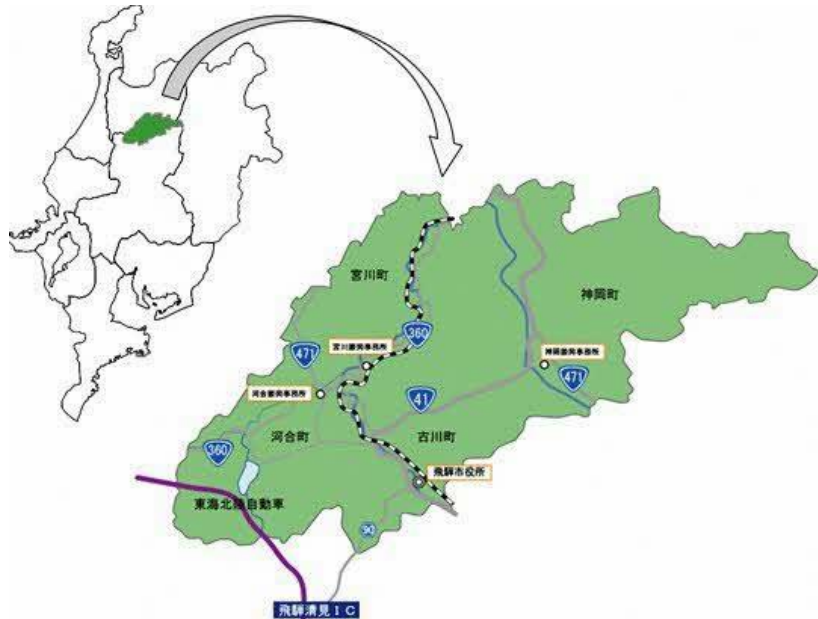 宮川町
神岡町
360
宮川振興事務所
471
神岡振興事務所
471
河合振興事務所
41
河合町
古川町
360
飛騨市役所
東海北陸自動車
90
飛騨清見IC